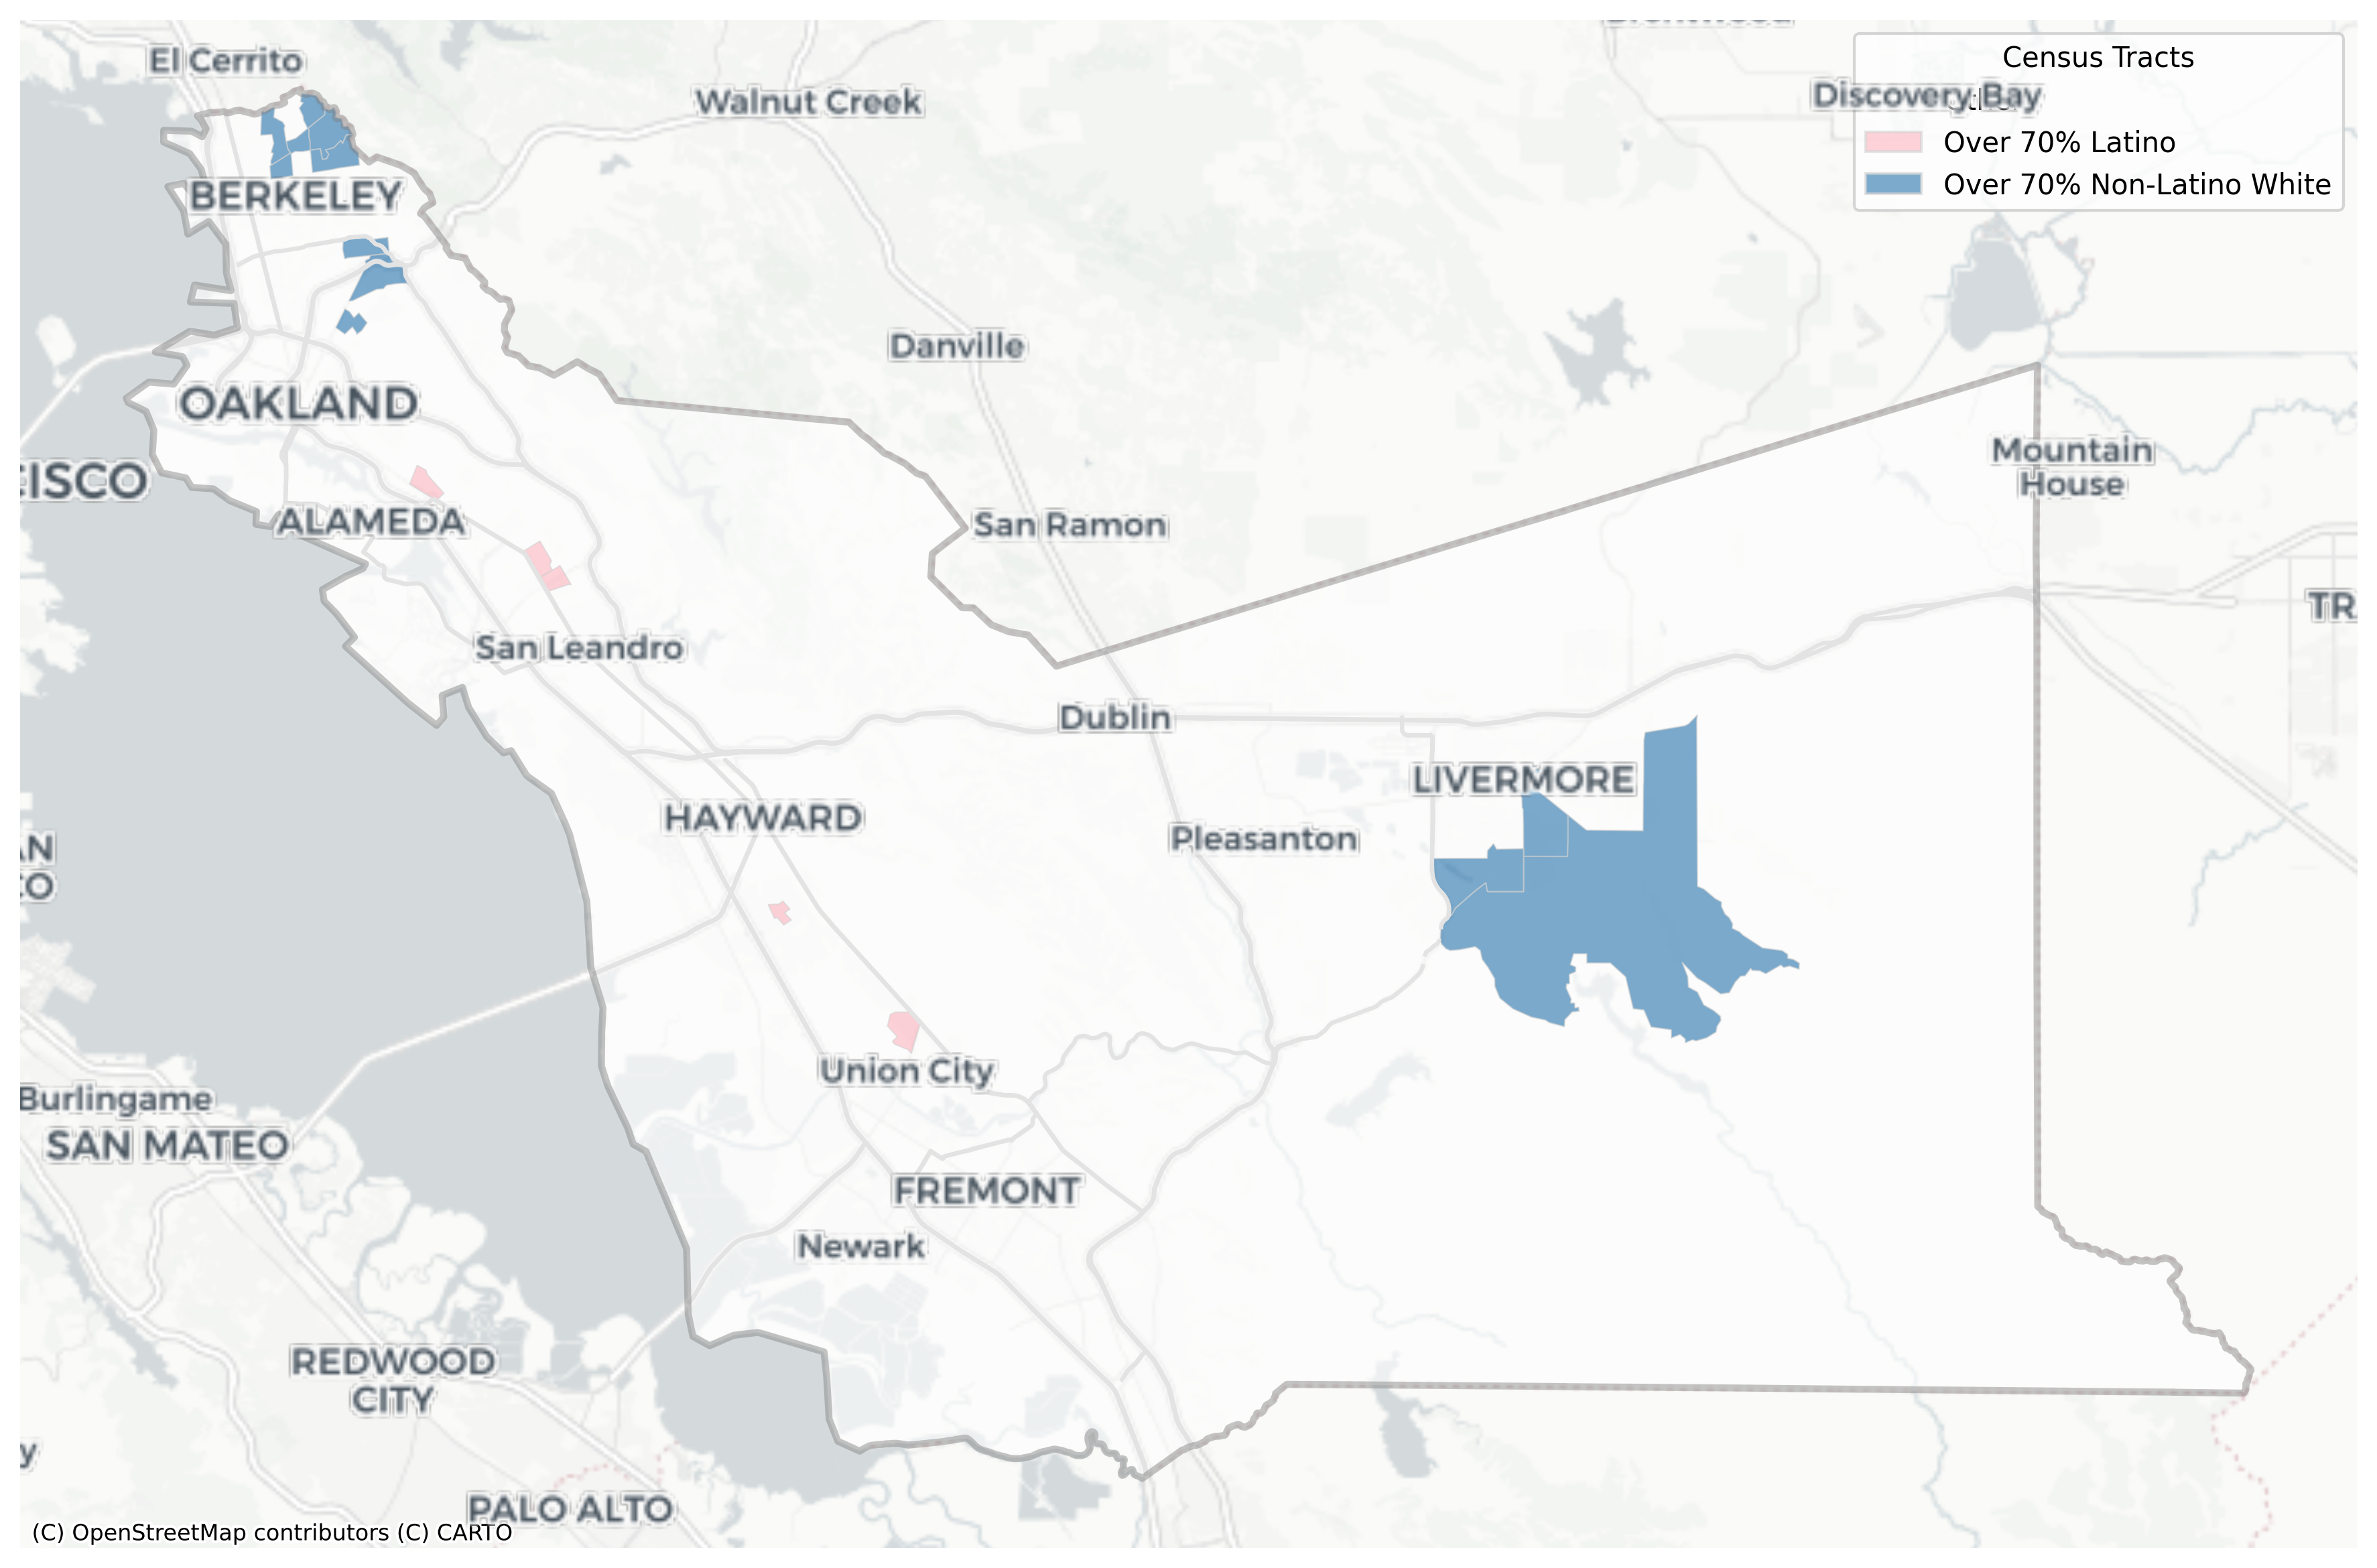 El Cerrito
Walnut Creek
Census Tracts
Discovery Bay
Over 70% Latino
Over 70% Non-Latino White
BERKELEY
Danville
OAKLAND
Mountain
House
CISCO
ALAMEDA
San Ramon
TR
San Leandro
Dublin
LIVERMORE
HAYWARD
Pleasanton
AN
EO
Union City
Burlingame
SAN MATEO
FREMONT
Newark
REDWOOD
CITY
y
PALO ALTO
(C) OpenStreetMap contributors (C) CARTO